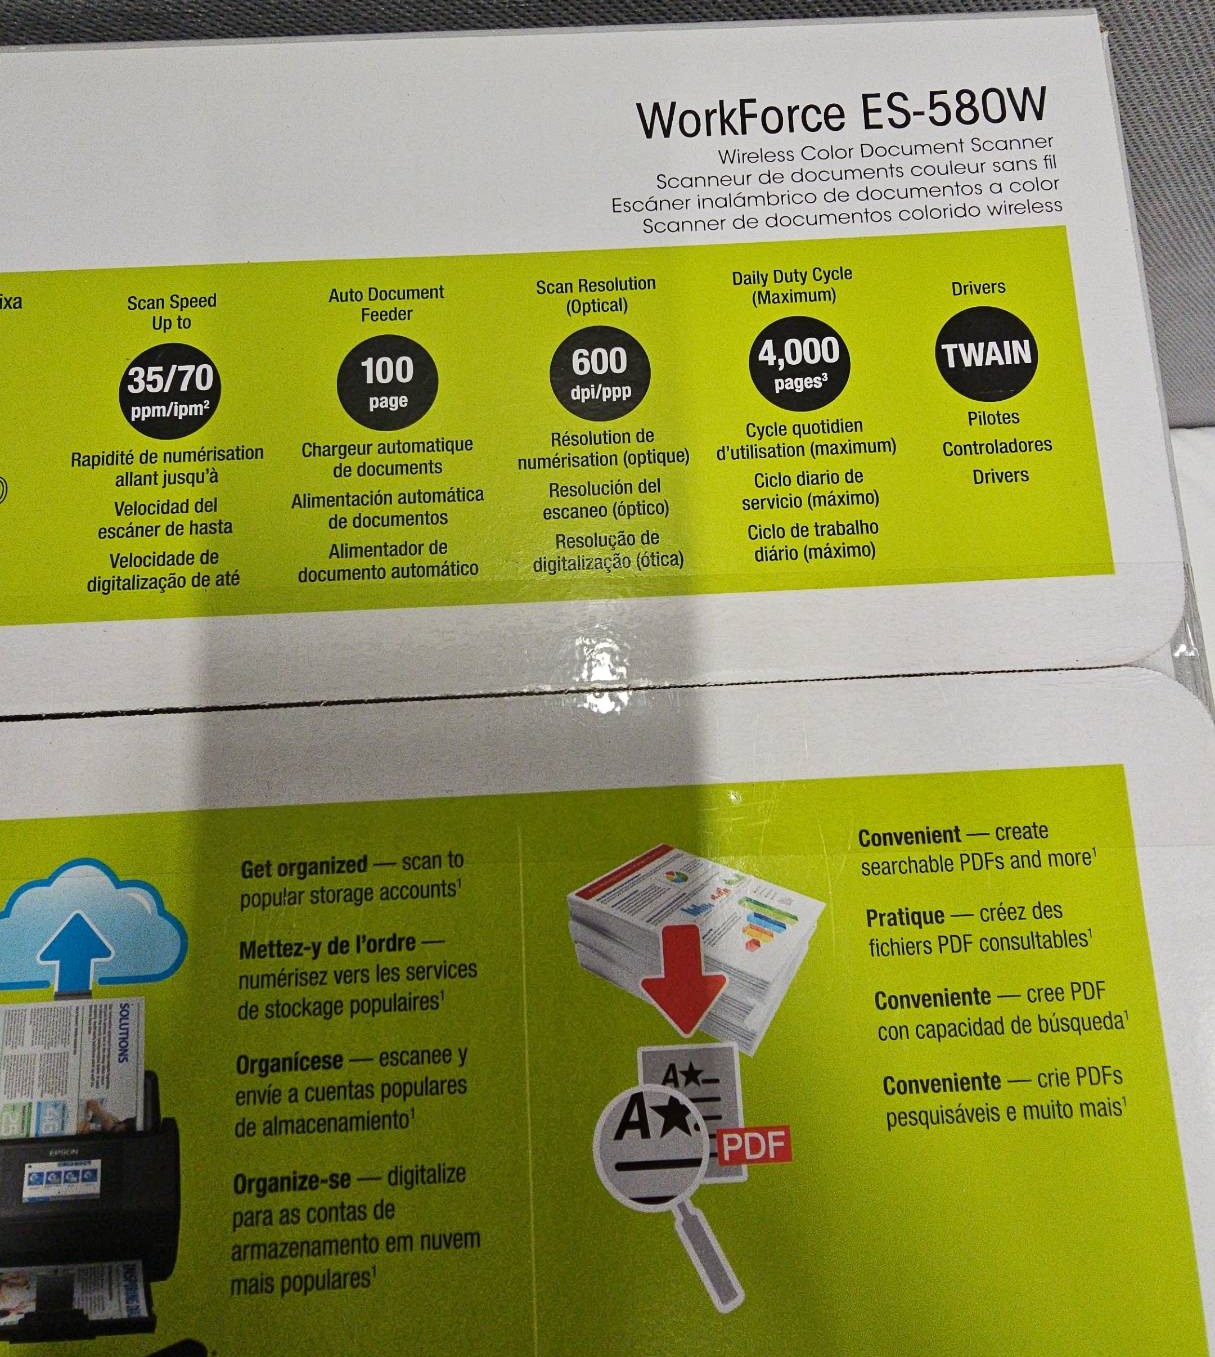 WorkForce ES-580W
Wireless Color Document Scanner
Scanneur de documents couleur sans fil
Escáner inalámbrico de documentos a color
Scanner de documentos colorido wireless
ixa
Scan Speed
Up to
35/70
ppm/ipm²
Rapidité de numérisation
allant jusqu'à
Velocidad del
escáner de hasta
Velocidade de
digitalização de até
Auto Document
Feeder
100
page
Chargeur automatique
de documents
Alimentación automática
de documentos
Alimentador de
documento automático
Scan Resolution
(Optical)
600
dpi/ppp
Résolution de
numérisation (optique)
Resolución del
escaneo (óptico)
Resolução de
digitalização (ótica)
Daily Duty Cycle
(Maximum)
4,000
pages³
Cycle quotidien
d'utilisation (maximum)
Ciclo diario de
servicio (máximo)
Ciclo de trabalho
diário (máximo)
Drivers
TWAIN
Pilotes
Controladores
Drivers
SOLUTIONS
EPSON
Get organized — scan to
popular storage accounts¹
Mettez-y de l'ordre —
numérisez vers les services
de stockage populaires¹
Organícese — escanee y
envíe a cuentas populares
de almacenamiento¹
Organize-se — digitalize
para as contas de
armazenamento em nuvem
mais populares¹
A★
A★
PDF
Convenient — create
searchable PDFs and more¹
Pratique — créez des
fichiers PDF consultables¹
Conveniente — cree PDF
con capacidad de búsqueda¹
Conveniente — crie PDFs
pesquisáveis e muito mais¹